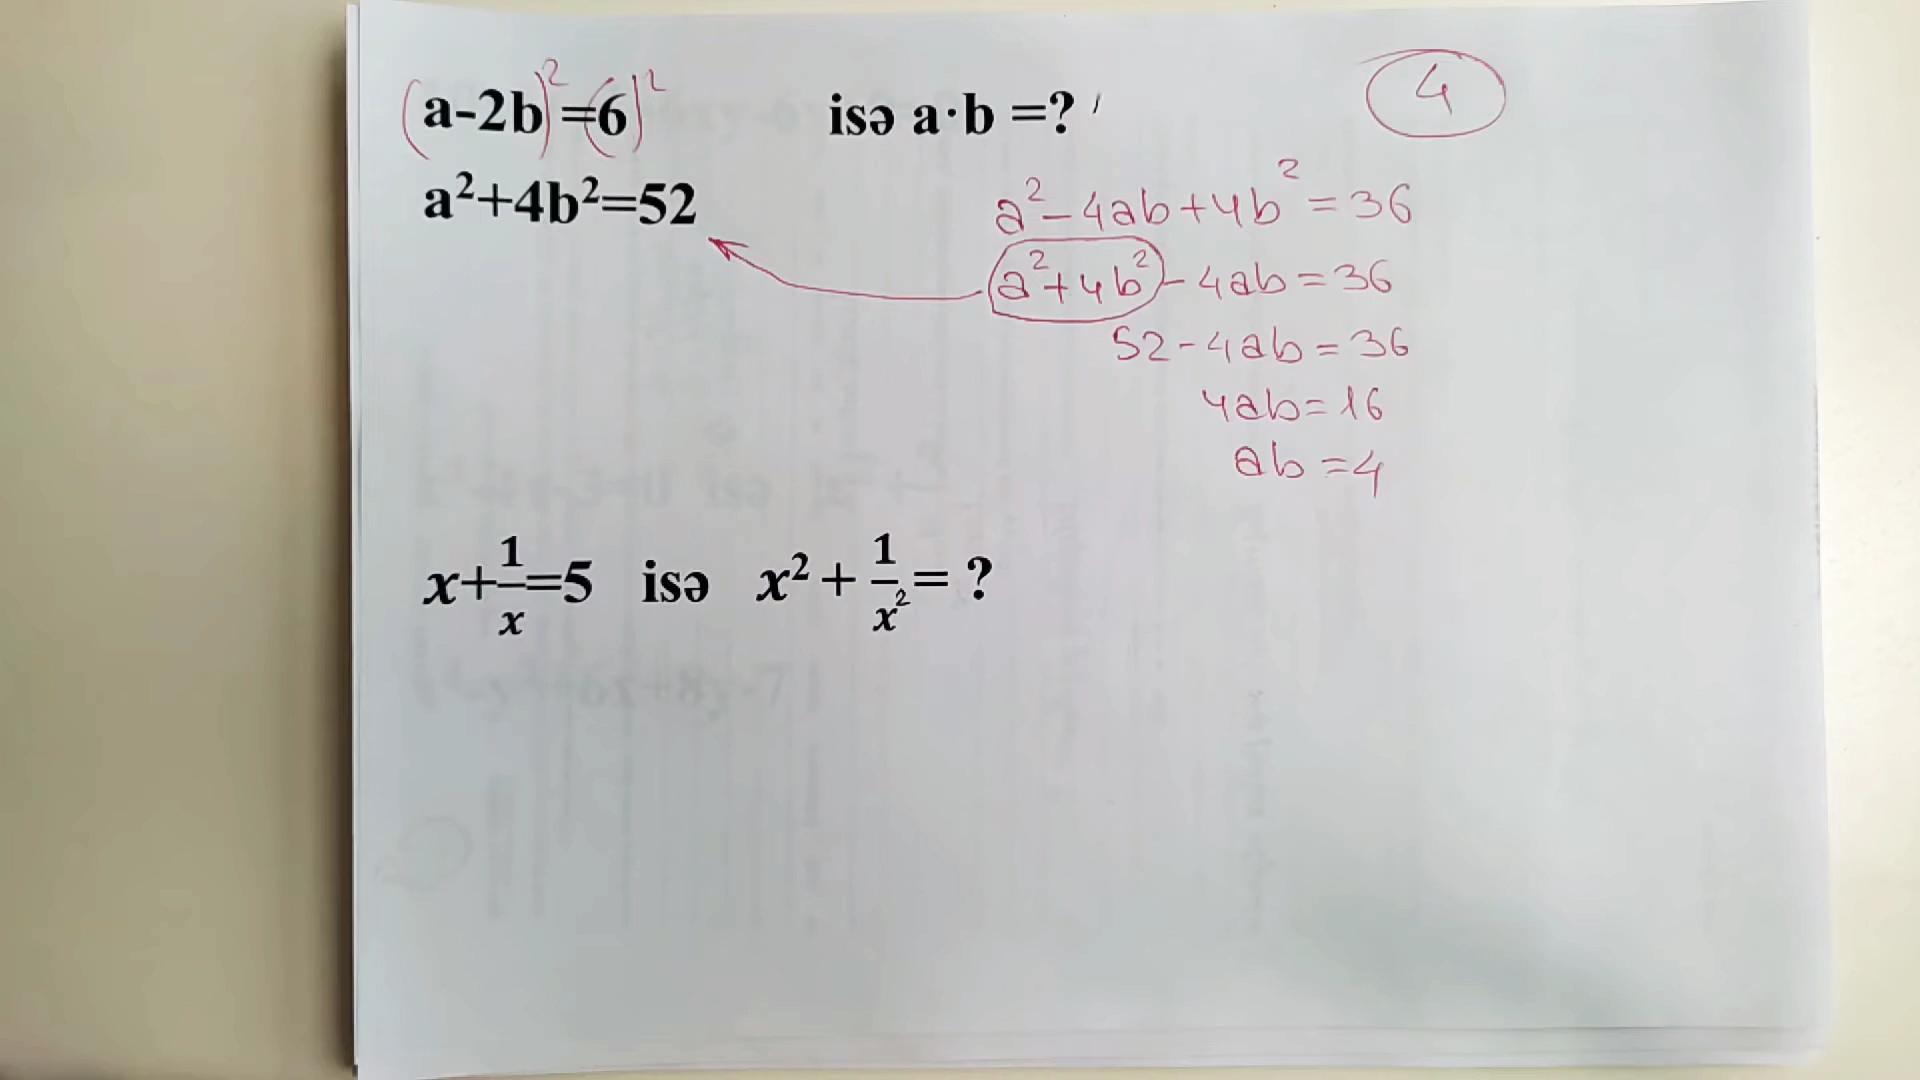 (a-2b)²=(6)² isə a·b =?
4
a²+4b²=52
a²-4ab+4b²=36
a²+4b²-4ab=36
52-4ab=36
4ab=16
ab=4
x+1/x=5 isə x²+1/x²= ?